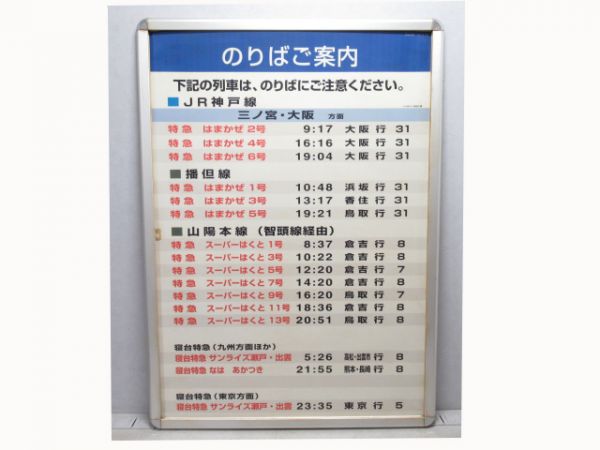 のりばご案内
下記の列車は、のりばにご注意ください。
■JR神戸線
三ノ宮・大阪 方面
特急 はまかぜ 2号 9:17 大阪 行 31
特急 はまかぜ 4号 16:16 大阪 行 31
特急 はまかぜ 6号 19:04 大阪 行 31
■播但線
特急 はまかぜ 1号 10:48 浜坂 行 31
特急 はまかぜ 3号 13:17 香住 行 31
特急 はまかぜ 5号 19:21 鳥取 行 31
■山陽本線（智頭線経由）
特急 スーパーはくと 1号 8:37 倉吉 行 8
特急 スーパーはくと 3号 10:22 倉吉 行 8
特急 スーパーはくと 5号 12:20 倉吉 行 7
特急 スーパーはくと 7号 14:20 倉吉 行 8
特急 スーパーはくと 9号 16:20 鳥取 行 7
特急 スーパーはくと 11号 18:36 倉吉 行 8
特急 スーパーはくと 13号 20:51 鳥取 行 8
寝台特急（九州方面ほか）
寝台特急 サンライズ瀬戸・出雲 5:26 高松・出雲市 行 8
寝台特急 なは あかつき 21:55 熊本・長崎 行 8
寝台特急（東京方面）
寝台特急 サンライズ瀬戸・出雲 23:35 東京 行 5